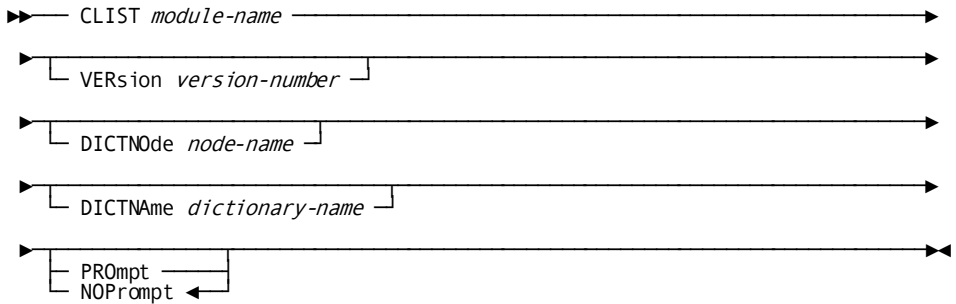 CLIST module-name
VERsion version-number
DICTNOde node-name
DICTNAme dictionary-name
PROmpt
NOPrompt